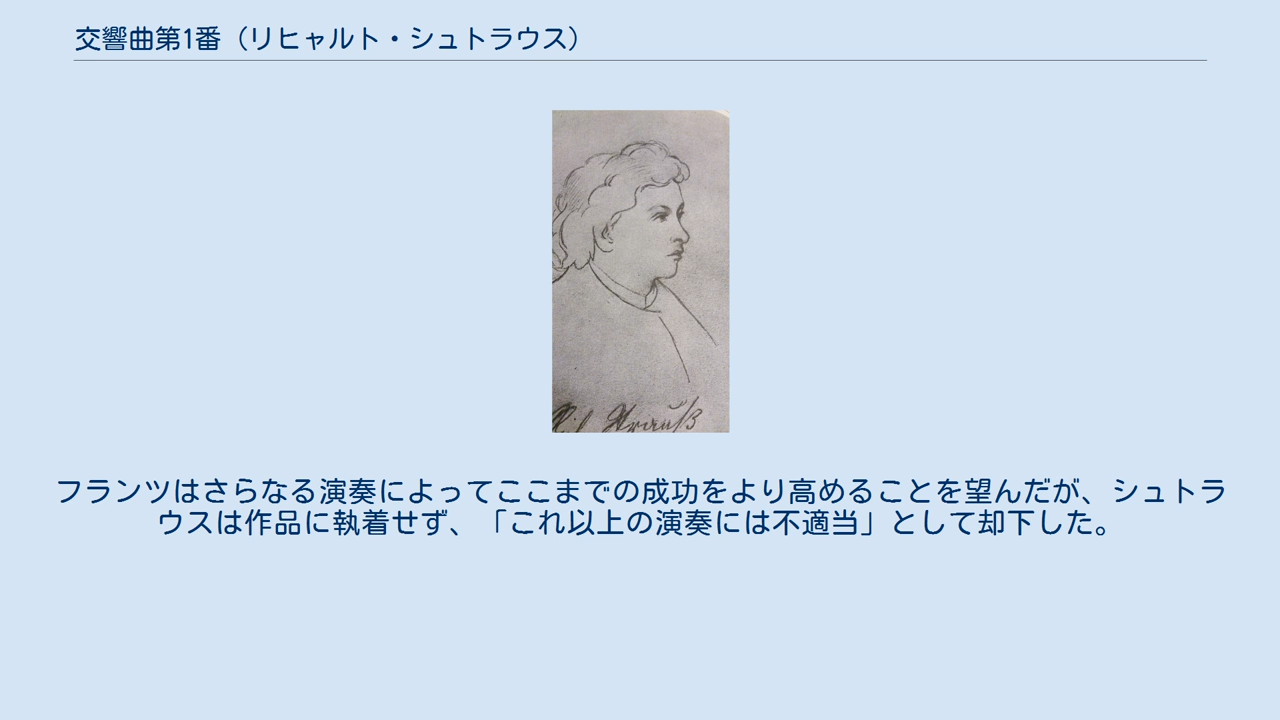 交響曲第1番（リヒャルト・シュトラウス）
Strauß
フランツはさらなる演奏によってここまでの成功をより高めることを望んだが、シュトラ
ウスは作品に執着せず、「これ以上の演奏には不適当」として却下した。